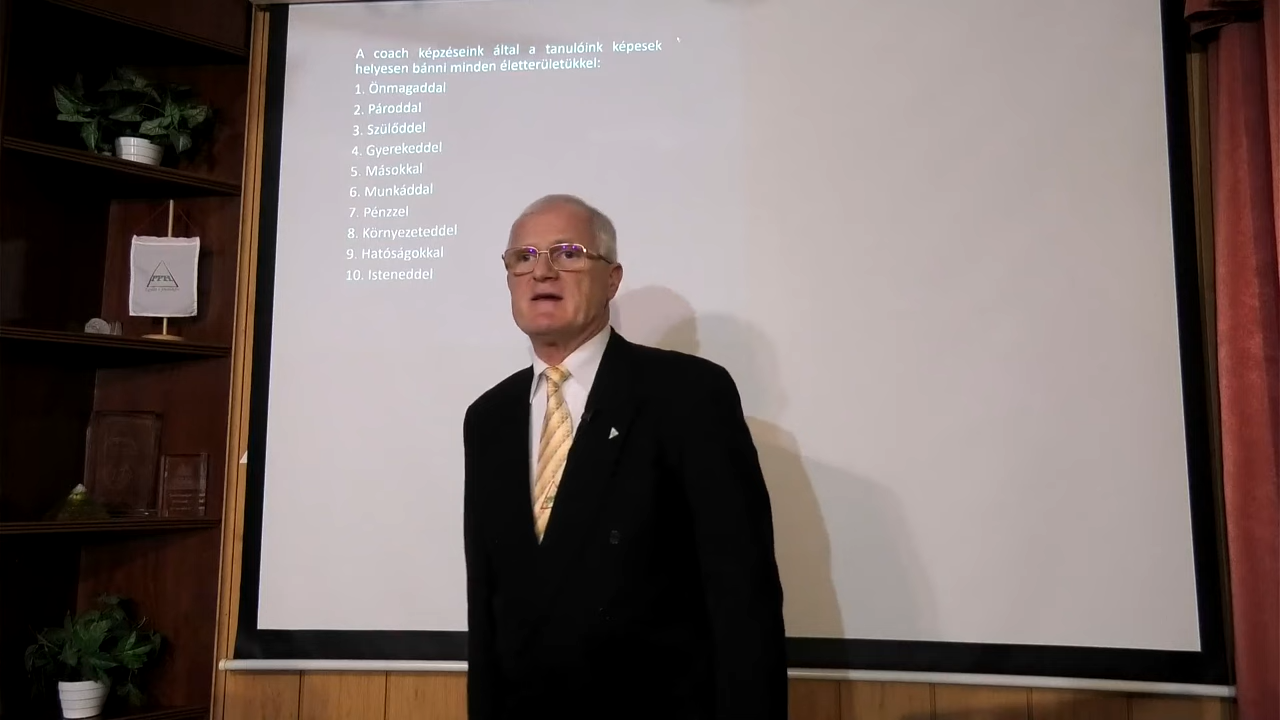 A coach képzéseink által a tanulóink képesek
helyesen bánni minden életterületükkel:
1. Önmagaddal
2. Pároddal
3. Szülőddel
4. Gyerekeddel
5. Másokkal
6. Munkáddal
7. Pénzzel
8. Környezeteddel
9. Hatóságokkal
10. Isteneddel